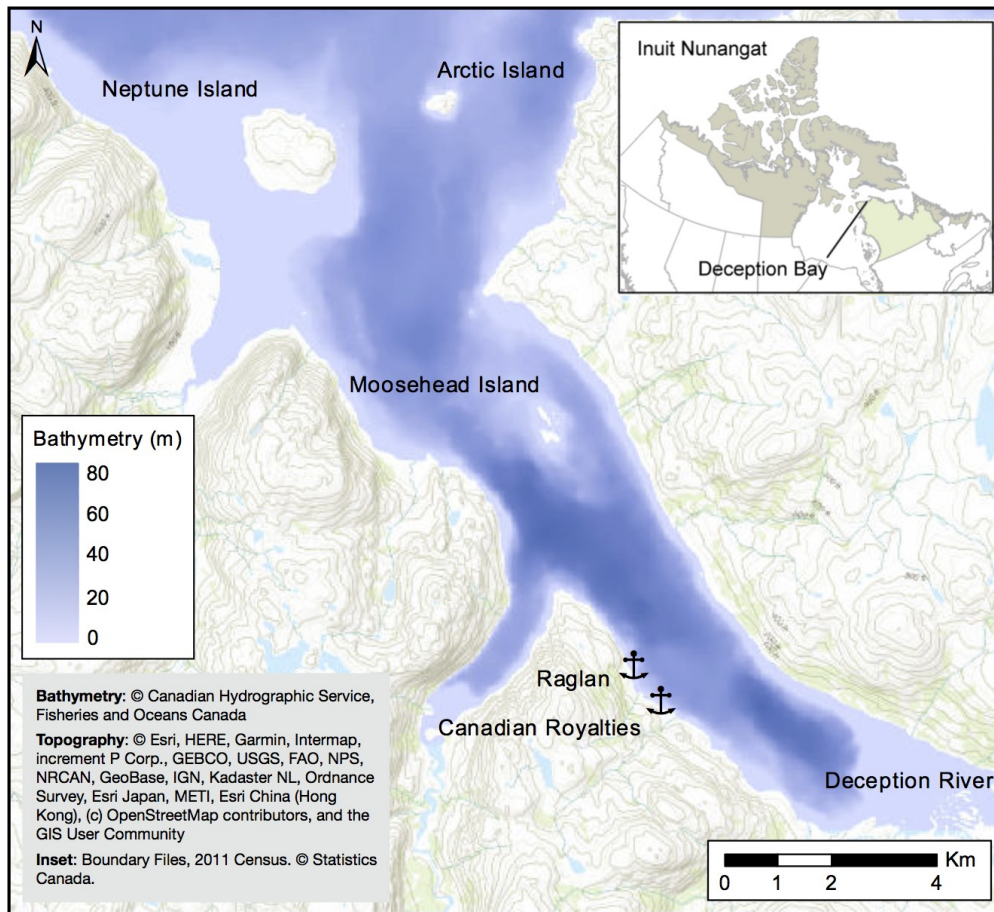 N
Neptune Island
Arctic Island
Inuit Nunangat
Deception Bay
Moosehead Island
Bathymetry (m)
80
60
40
20
0
Raglan
Canadian Royalties
Deception River
Bathymetry: © Canadian Hydrographic Service,
Fisheries and Oceans Canada
Topography: © Esri, HERE, Garmin, Intermap,
increment P Corp., GEBCO, USGS, FAO, NPS,
NRCAN, GeoBase, IGN, Kadaster NL, Ordnance
Survey, Esri Japan, METI, Esri China (Hong
Kong), (c) OpenStreetMap contributors, and the
GIS User Community
Inset: Boundary Files, 2011 Census. © Statistics
Canada.
Km
0 1 2 4